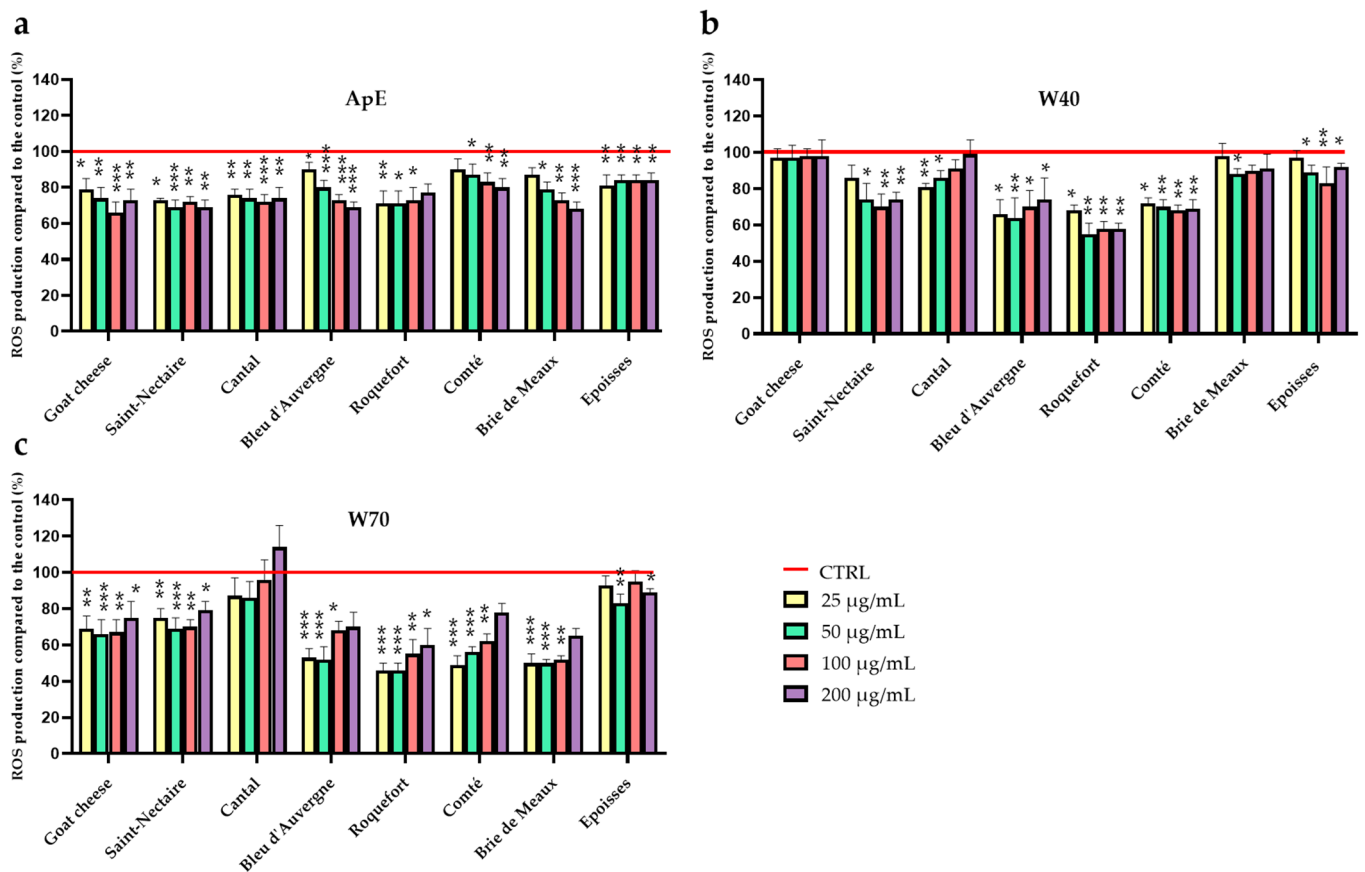 a
ROS production compared to the control (%)
ApE
140
120
100
80
60
40
20
0
* ** *** ** * *** ** ** ** ** *** ** * *** *** *** * * * * ** ** * ** *** ** ** ** **
Goat cheese
Saint-Nectaire
Cantal
Bleu d'Auvergne
Roquefort
Comté
Brie de Meaux
Epoisses
b
ROS production compared to the control (%)
W40
140
120
100
80
60
40
20
0
* ** ** ** * * ** * * * ** ** ** * ** ** ** * * * ** *
Goat cheese
Saint-Nectaire
Cantal
Bleu d'Auvergne
Roquefort
Comté
Brie de Meaux
Epoisses
c
ROS production compared to the control (%)
W70
140
120
100
80
60
40
20
0
** *** ** * ** *** ** * *** *** * *** *** ** * *** *** ** *** *** ** ** *
Goat cheese
Saint-Nectaire
Cantal
Bleu d'Auvergne
Roquefort
Comté
Brie de Meaux
Epoisses
CTRL
25 µg/mL
50 µg/mL
100 µg/mL
200 µg/mL